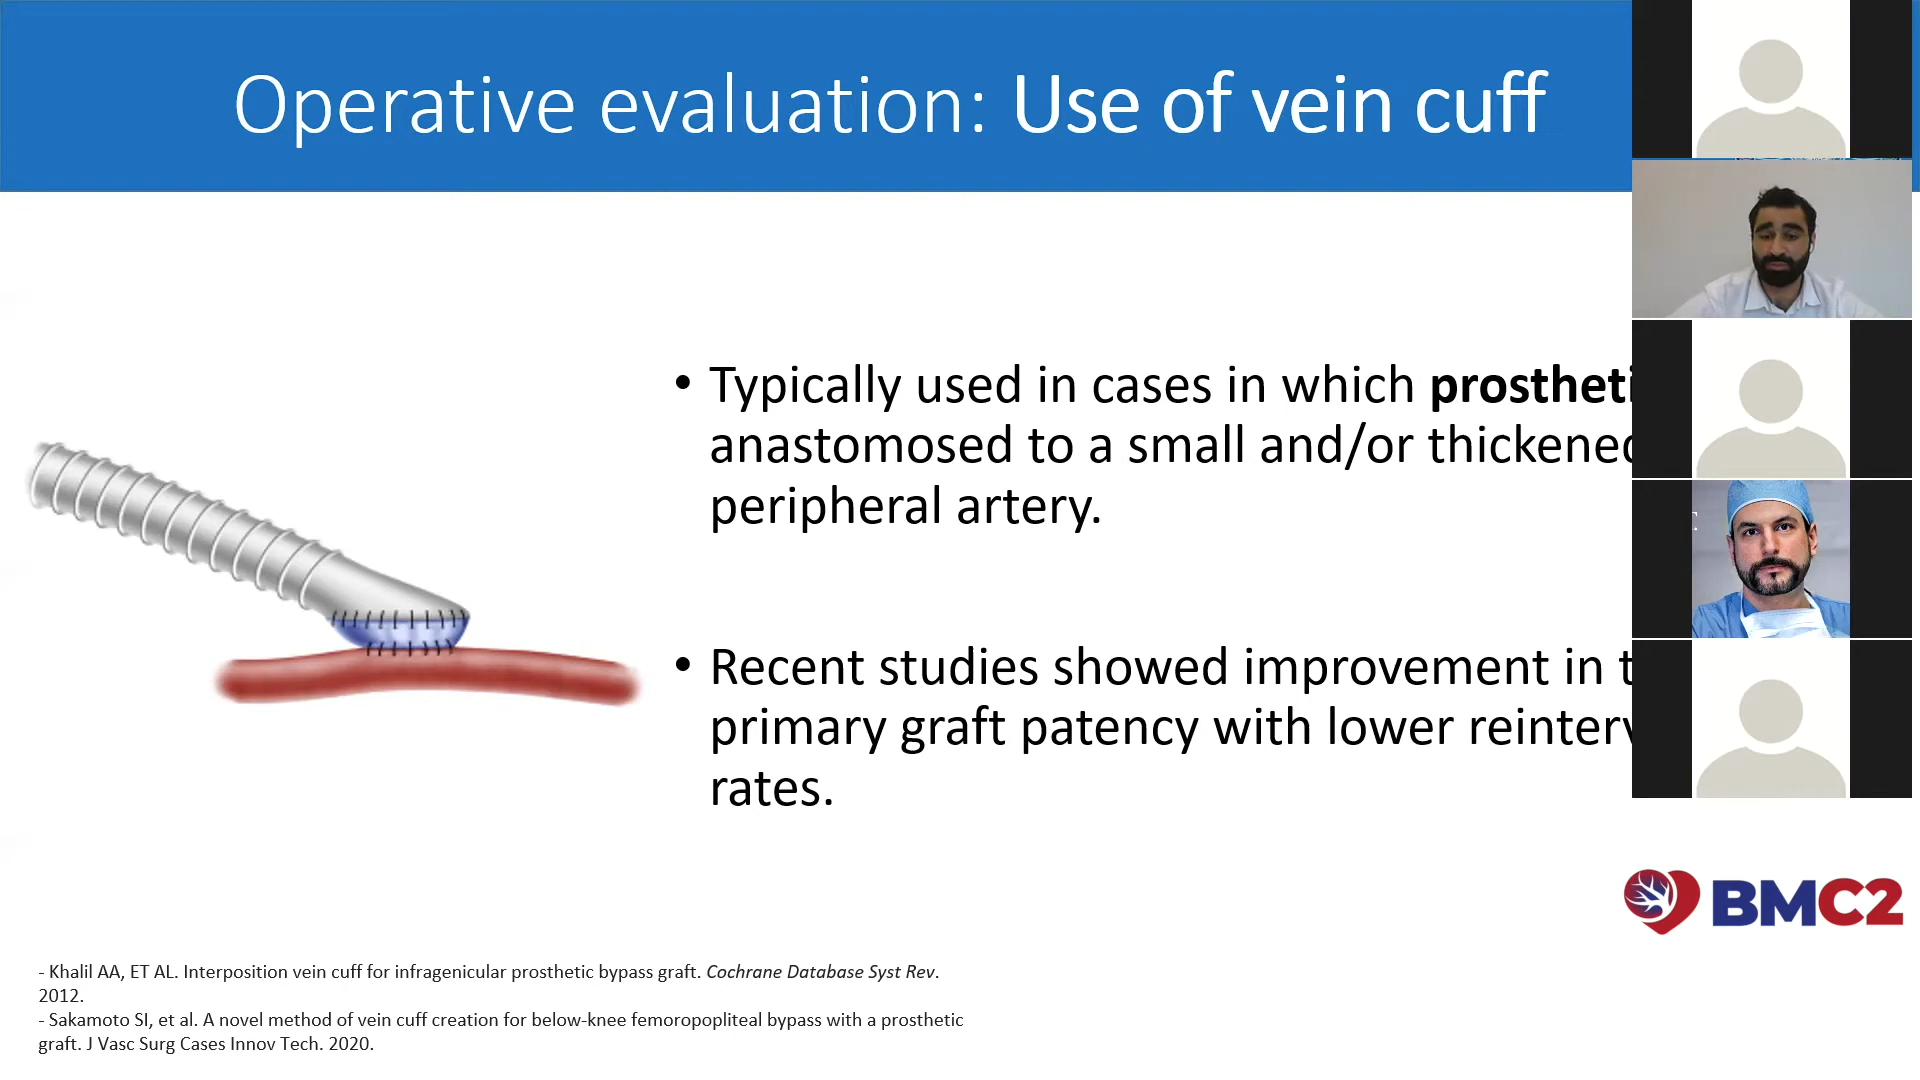 Operative evaluation: Use of vein cuff
• Typically used in cases in which
anastomosed to a small and/or
peripheral artery.
• Recent studies showed improvement in
primary graft patency with lower
rates.
BMC2
- Khalil AA, ET AL. Interposition vein cuff for infragenicular prosthetic bypass graft. Cochrane Database Syst Rev.
2012.
- Sakamoto SI, et al. A novel method of vein cuff creation for below-knee femoropopliteal bypass with a prosthetic
graft. J Vasc Surg Cases Innov Tech. 2020.